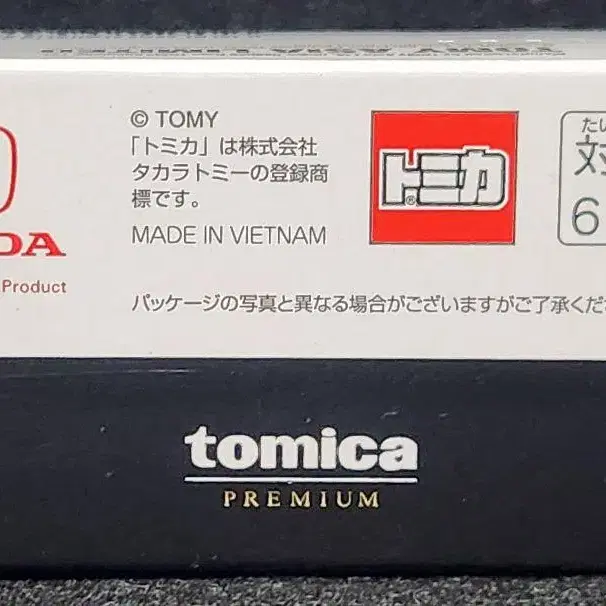 © TOMY
「トミカ」は株式会社
タカラトミーの登録商
標です。
MADE IN VIETNAM
トミカ®
対
6
DA
Product
パッケージの写真と異なる場合がございますがご了承くだ
tomica
PREMIUM